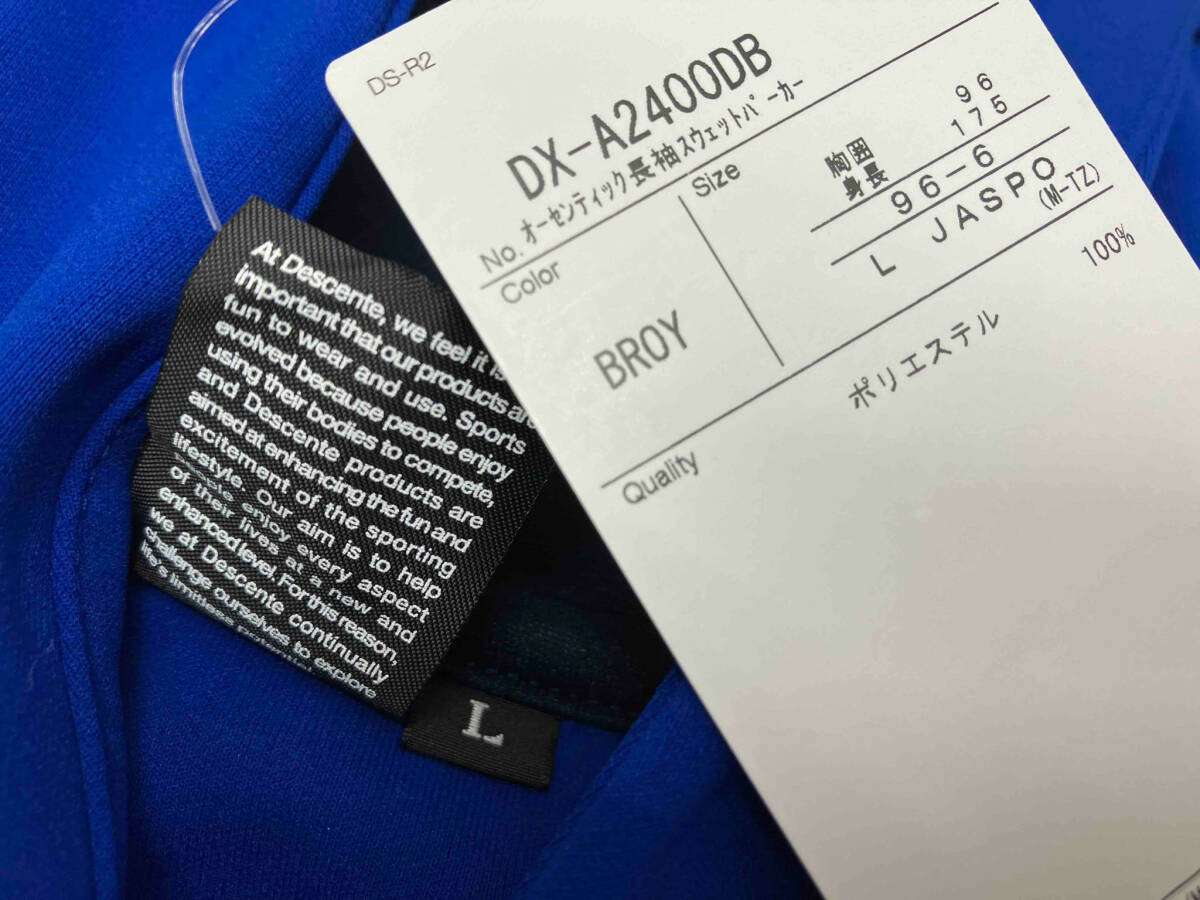 DS-R2
DX-A2400DB
No. オーセンティック長袖スウェットパーカー
Color
Size
BROY
胸囲 96
身長 175
96-6
L JASPO
(M-TZ)
Quality
ポリエステル 100%
At Descente, we feel it is
important that our products are
fun to wear and use. Sports
evolved because people enjoy
using their bodies to compete,
and Descente products are
aimed at enhancing the fun and
excitement of the sporting
lifestyle. Our aim is to help
people enjoy every aspect
of their lives at a new and
enhanced level. For this reason,
we at Descente continually
challenge ourselves to explore
life's limitless potential
L